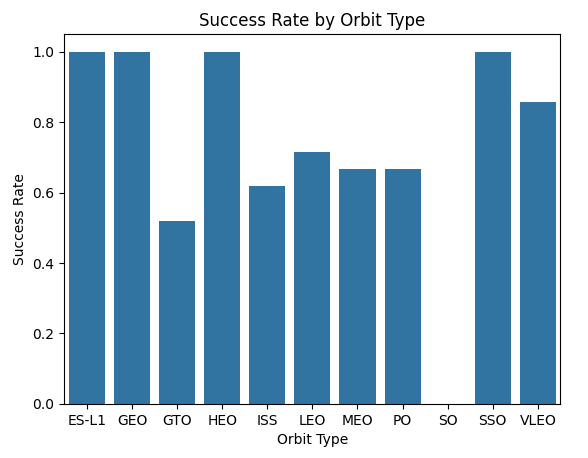 Success Rate by Orbit Type
1.0
0.8
0.6
0.4
0.2
0.0
Success Rate
ES-L1 GEO GTO HEO ISS LEO MEO PO SO SSO VLEO
Orbit Type